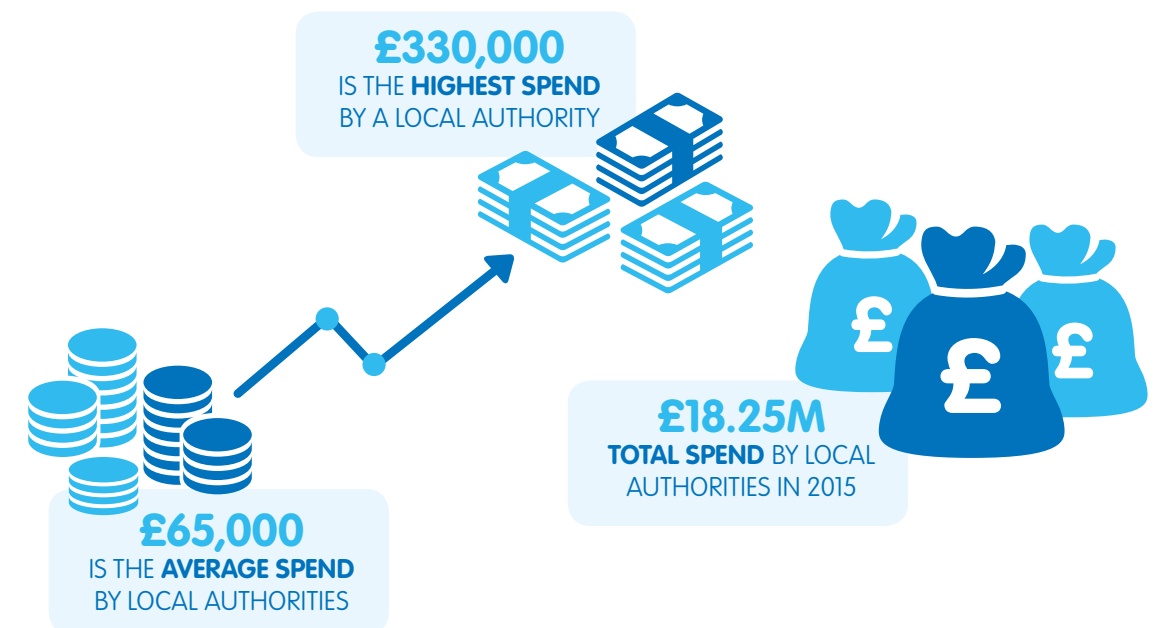 £330,000
IS THE HIGHEST SPEND
BY A LOCAL AUTHORITY
£
£
£
£18.25M
TOTAL SPEND BY LOCAL
AUTHORITIES IN 2015
£65,000
IS THE AVERAGE SPEND
BY LOCAL AUTHORITIES